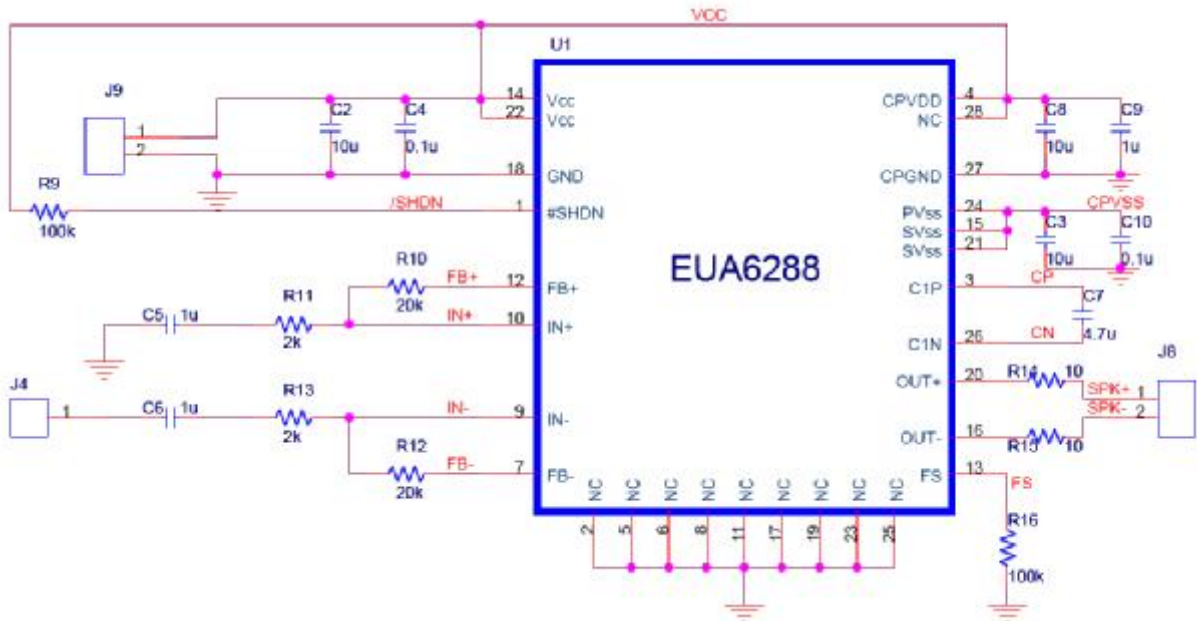 VCC
U1
J9
1
2
C2
10u
C4
0.1u
14
Vcc
22
Vcc
18
GND
R9
100k
/SHDN
1
#SHDN
CPVDD
4
NC
28
C8
10u
C9
1u
CPGND
27
PVss
24
CPVSS
SVss
15
SVss
21
C3
10u
C10
0.1u
EUA6288
R10
20k
FB+
12
FB+
C5
1u
R11
2k
IN+
10
IN+
C1P
3
CP
C7
4.7u
C1N
26
CN
J4
1
C6
1u
R13
2k
IN-
9
IN-
R12
20k
FB-
7
FB-
OUT+
20
R14
10
SPK+
1
J8
SPK-
2
OUT-
16
R15
10
FS
13
FS
R16
100k
NC NC NC NC NC NC NC NC NC
2 5 6 8 11 17 19 23 25